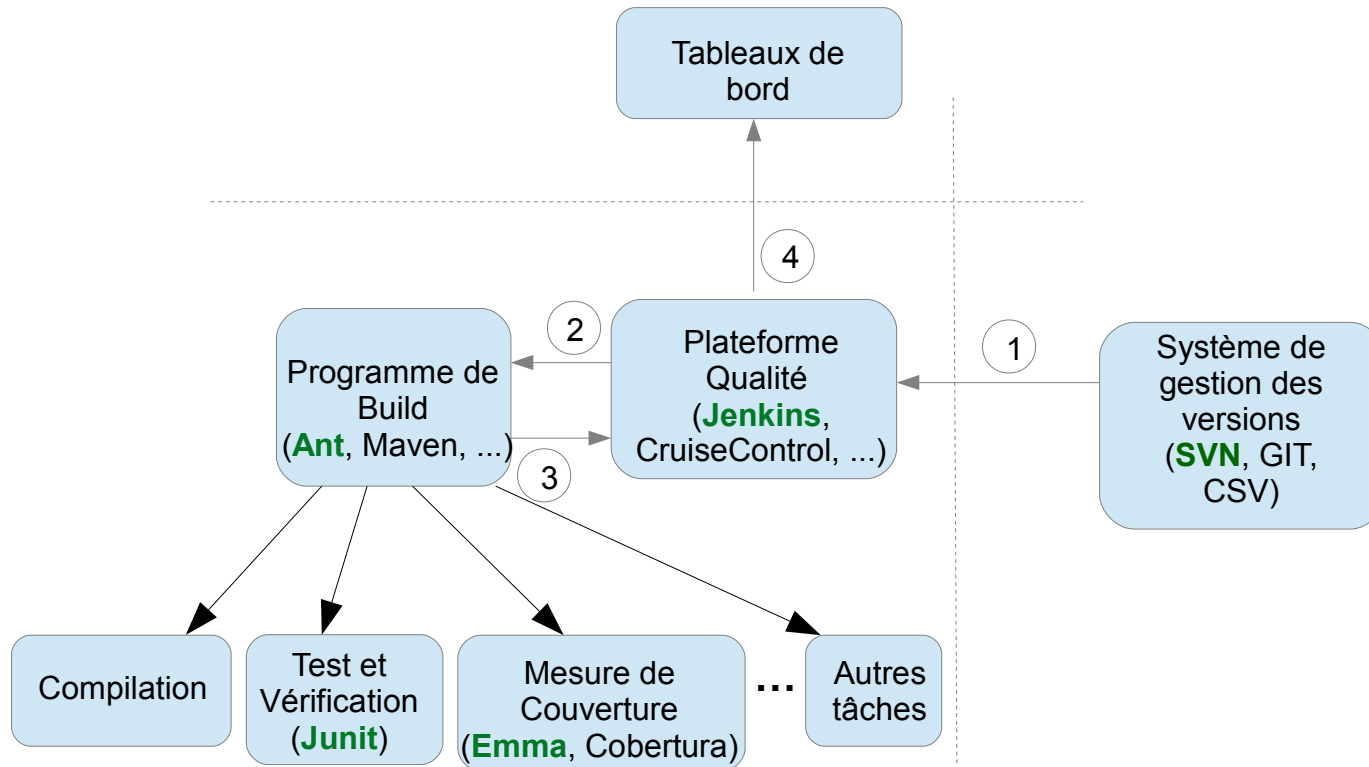 Tableaux de
bord
4
2
1
Programme de
Build
(Ant, Maven, ...)
Plateforme
Qualité
(Jenkins,
CruiseControl, ...)
Système de
gestion des
versions
(SVN, GIT,
CSV)
3
Compilation
Test et
Vérification
(Junit)
Mesure de
Couverture
(Emma, Cobertura)
...
Autres
tâches